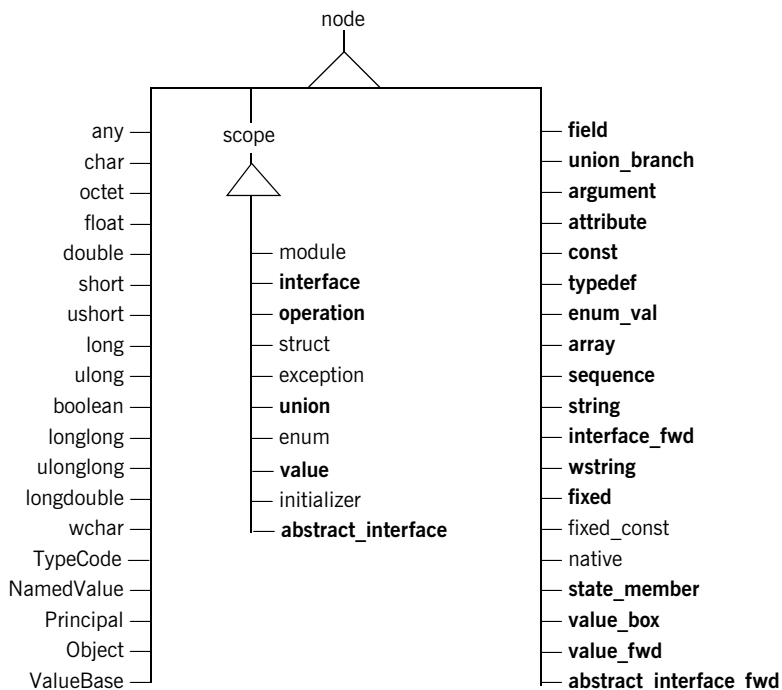 node
any
char
octet
float
double
short
ushort
long
ulong
boolean
longlong
ulonglong
longdouble
wchar
TypeCode
NamedValue
Principal
Object
ValueBase
scope
module
interface
operation
struct
exception
union
enum
value
initializer
abstract_interface
field
union_branch
argument
attribute
const
typedef
enum_val
array
sequence
string
interface_fwd
wstring
fixed
fixed_const
native
state_member
value_box
value_fwd
abstract_interface_fwd